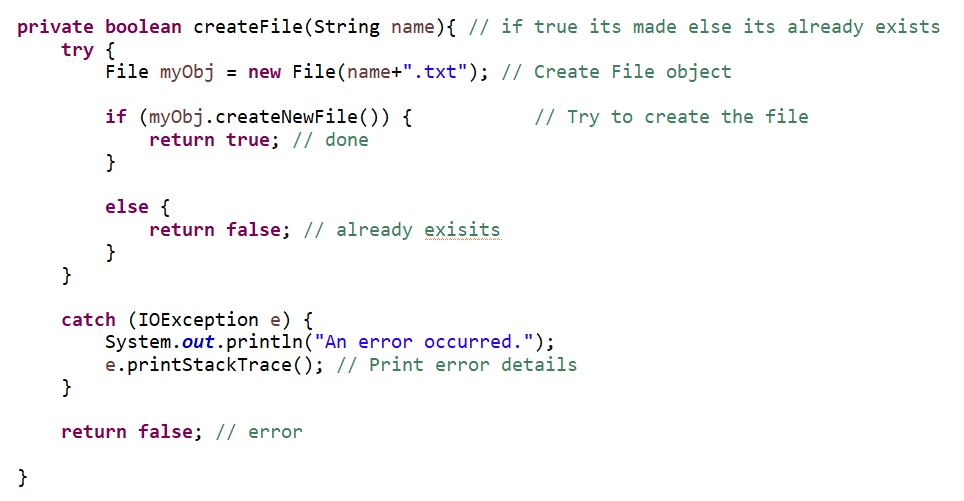 private boolean createFile(String name){ // if true its made else its already exists
try {
File myObj = new File(name+".txt"); // Create File object
if (myObj.createNewFile()) { // Try to create the file
return true; // done
}
else {
return false; // already exisits
}
}
catch (IOException e) {
System.out.println("An error occurred.");
e.printStackTrace(); // Print error details
}
return false; // error
}